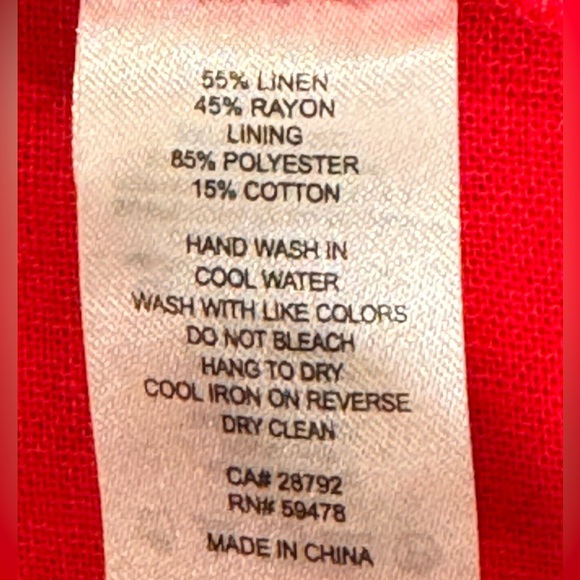 55% LINEN
45% RAYON
LINING
85% POLYESTER
15% COTTON
HAND WASH IN
COOL WATER
WASH WITH LIKE COLORS
DO NOT BLEACH
HANG TO DRY
COOL IRON ON REVERSE
DRY CLEAN
CA# 28792
RN# 59478
MADE IN CHINA